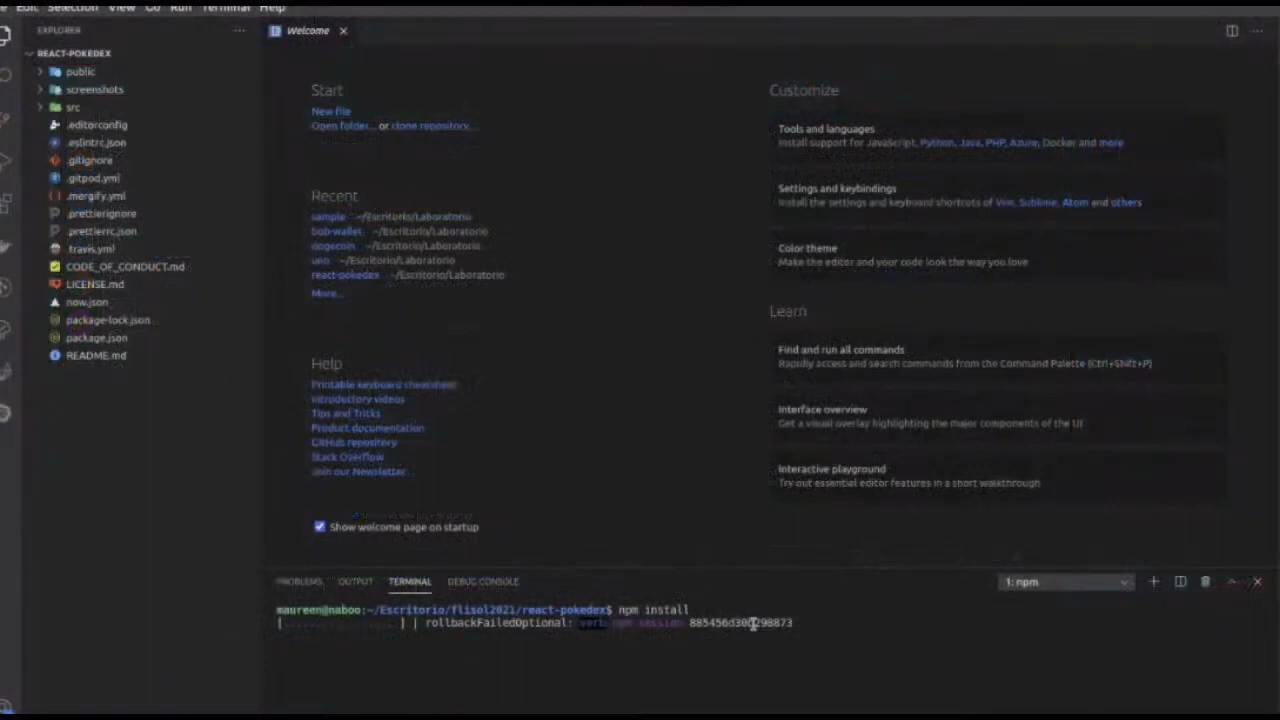 Edit Selection View Go Run Terminal Help
EXPLORER ...
Welcome
REACT-POKEDEX
public
screenshots
src
.editorconfig
.eslintrc.json
.gitignore
.gitpod.yml
.mergify.yml
.prettierignore
.prettierrc.json
.travis.yml
CODE_OF_CONDUCT.md
LICENSE.md
now.json
package-lock.json
package.json
README.md
Start
New file
Open folder... or clone repository...
Recent
sample ~/Escritorio/Laboratorio
bob-wallet ~/Escritorio/Laboratorio
dogecoin ~/Escritorio/Laboratorio
uno ~/Escritorio/Laboratorio
react-pokedex ~/Escritorio/Laboratorio
More...
Help
Printable keyboard cheatsheet
Introductory videos
Tips and Tricks
Product documentation
GitHub repository
Stack Overflow
Join our Newsletter
Show welcome page on startup
Customize
Tools and languages
Install support for JavaScript, Python, Java, PHP, Azure, Docker and more
Settings and keybindings
Install the settings and keyboard shortcuts of Vim, Sublime, Atom and others
Color theme
Make the editor and your code look the way you love
Learn
Find and run all commands
Rapidly access and search commands from the Command Palette (Ctrl+Shift+P)
Interface overview
Get a visual overlay highlighting the major components of the UI
Interactive playground
Try out essential editor features in a short walkthrough
PROBLEMS OUTPUT TERMINAL DEBUG CONSOLE
1: npm
maureen@naboo:~/Escritorio/flisol2021/react-pokedex$ npm install
[..................] | rollbackFailedOptional: verb npm session